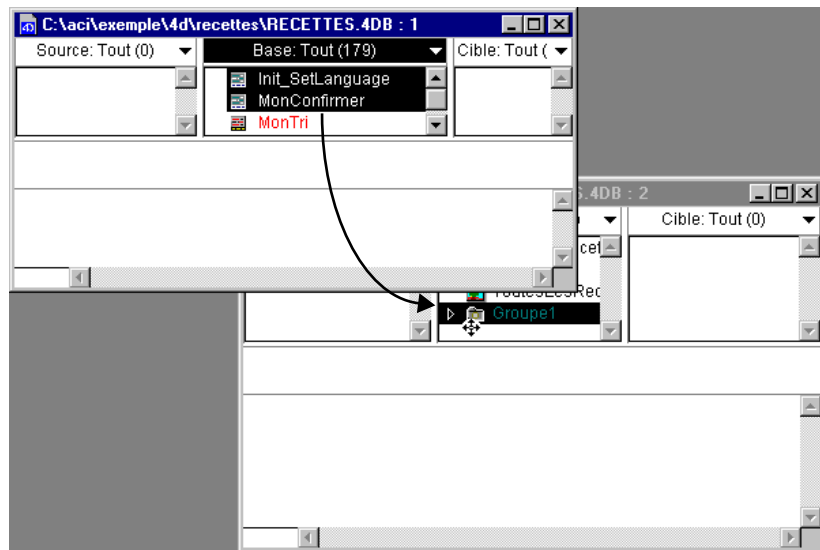 C:\aci\exemple\4d\recettes\RECETTES.4DB : 1
Source: Tout (0)
Base: Tout (179)
Cible: Tout (
Init_SetLanguage
MonConfirmer
MonTri
S.4DB : 2
Cible: Tout (0)
Groupe1